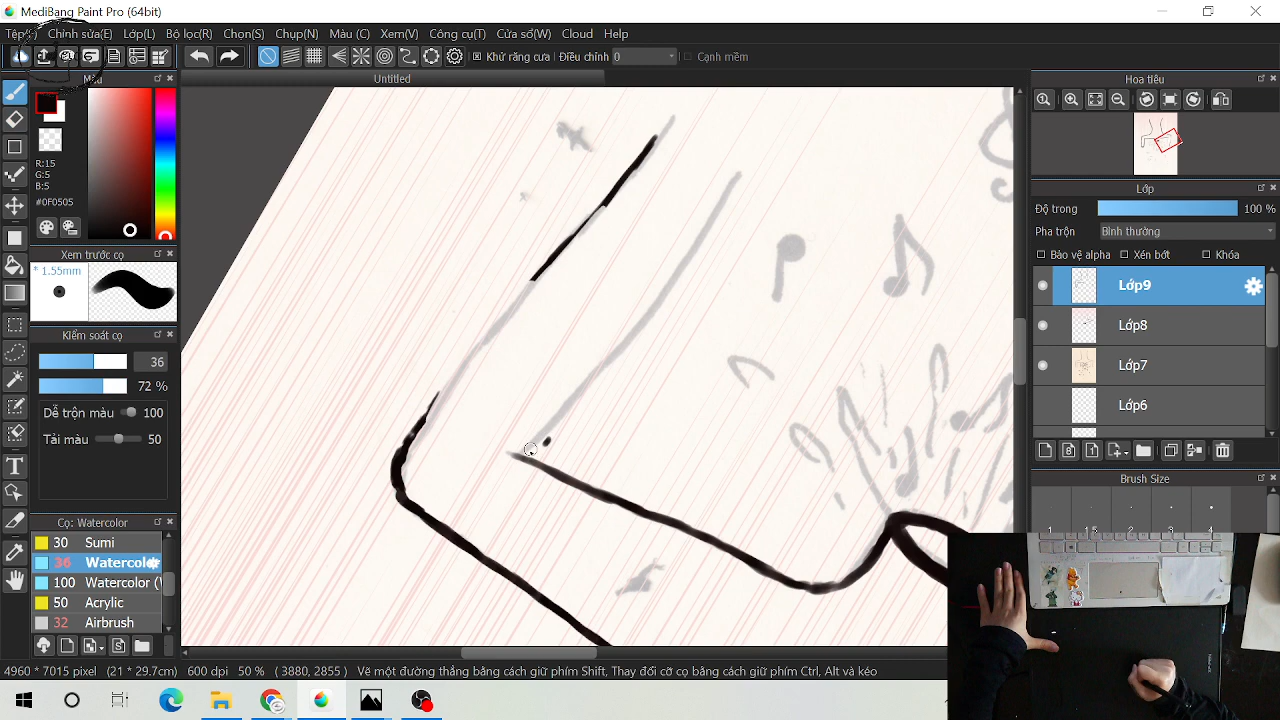 MediBang Paint Pro (64bit)
Tệp( Chỉnh sửa(E) Lớp(L) Bộ lọc(R) Chọn(S) Chụp(N) Màu (C) Xem(V) Công cụ(T) Cửa sổ(W) Cloud Help
Khử răng cưa Điều chỉnh 0 Cạnh mềm
Màu
Untitled
Hoa tiêu
R:15
G:5
B:5
#0F0505
Lớp
Độ trong 100 %
Pha trộn Bình thường
Xem trước cọ
Bảo vệ alpha Xén bớt Khóa
* 1.55mm
Lớp9
Lớp8
Kiểm soát cọ
36
Lớp7
72 %
Dễ trộn màu 100
Lớp6
Tải màu 50
Brush Size
1 1.5 2 3 4
Cọ: Watercolor
30 Sumi
36 Watercolor
100 Watercolor (
50 Acrylic
32 Airbrush
4960 * 7015 pixel (21 * 29.7cm) 600 dpi 50 % ( 3880, 2855 ) Vẽ một đường thẳng bằng cách giữ phím Shift, Thay đổi cỡ cọ bằng cách giữ phím Ctrl, Alt và kéo